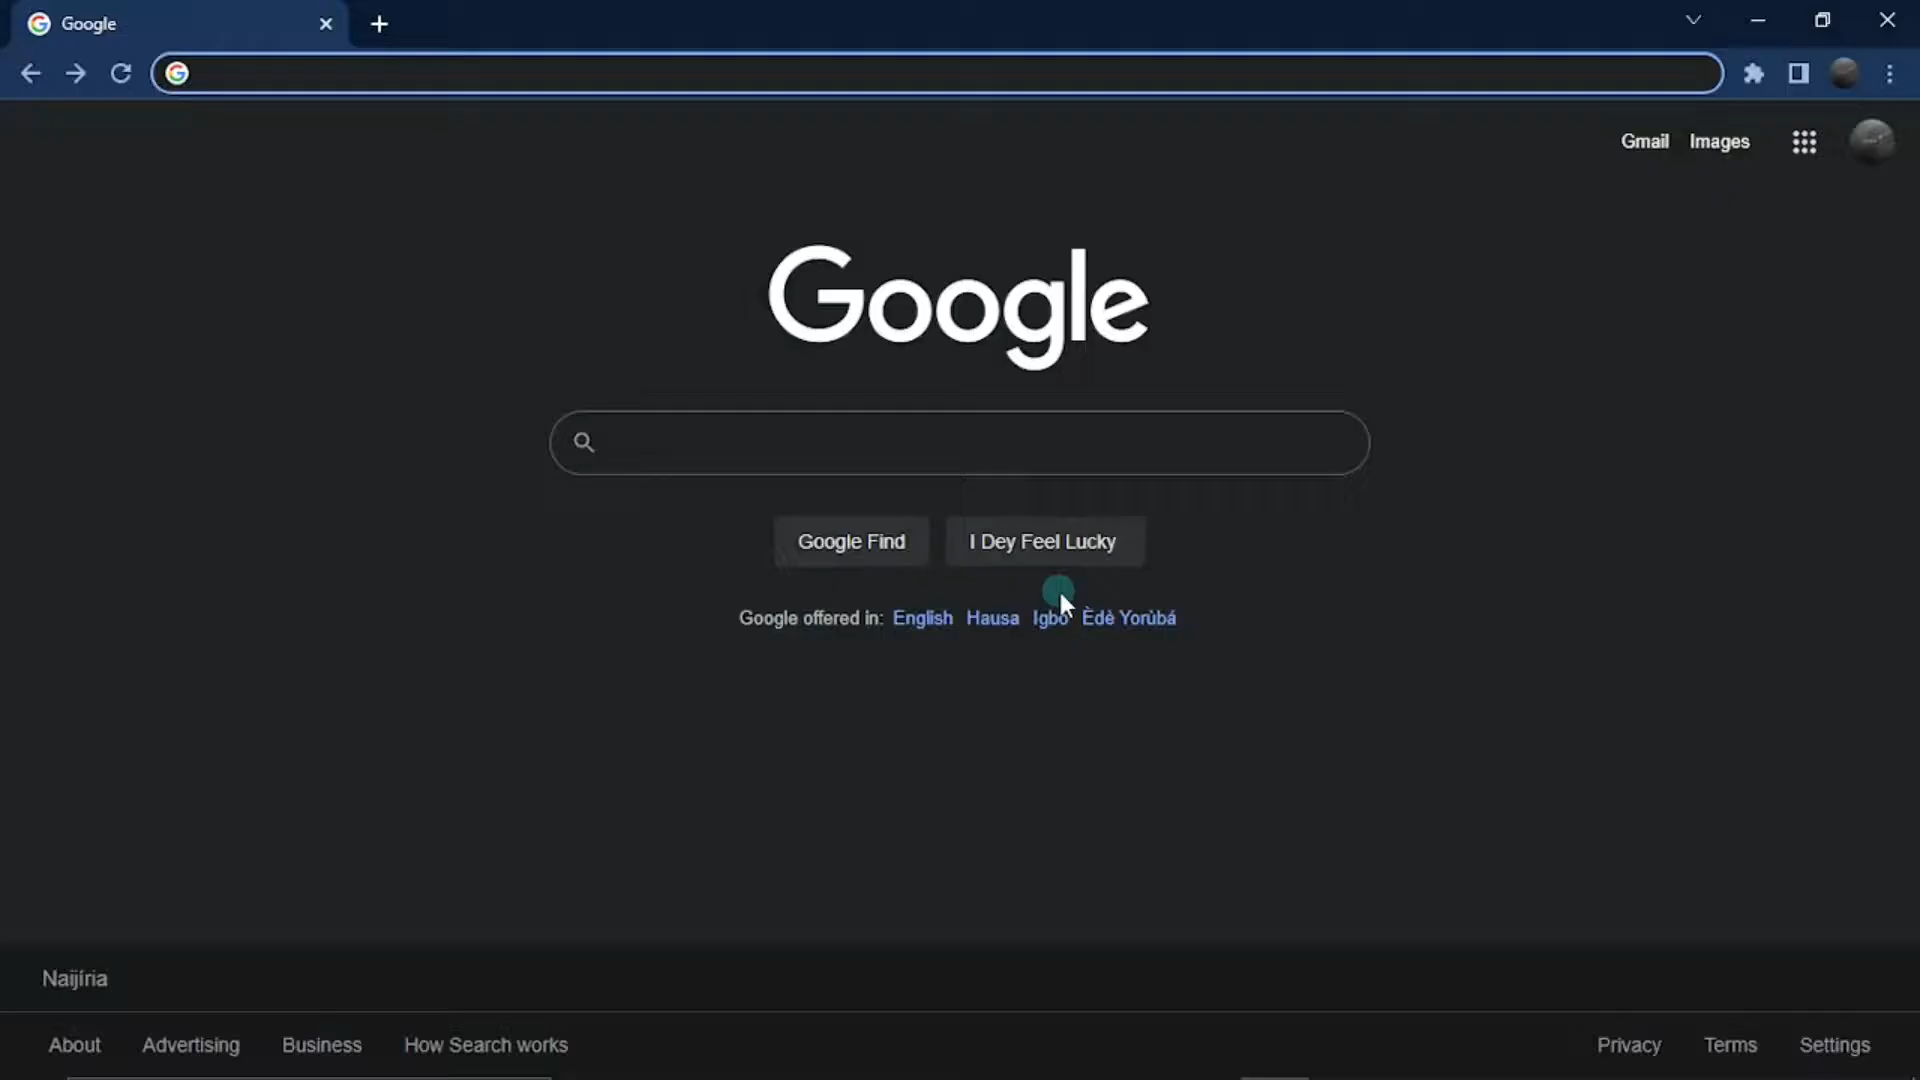 Google
Gmail Images
Google
Google Find I Dey Feel Lucky
Google offered in: English Hausa Igbo Èdè Yorùbá
Naijíria
About Advertising Business How Search works Privacy Terms Settings